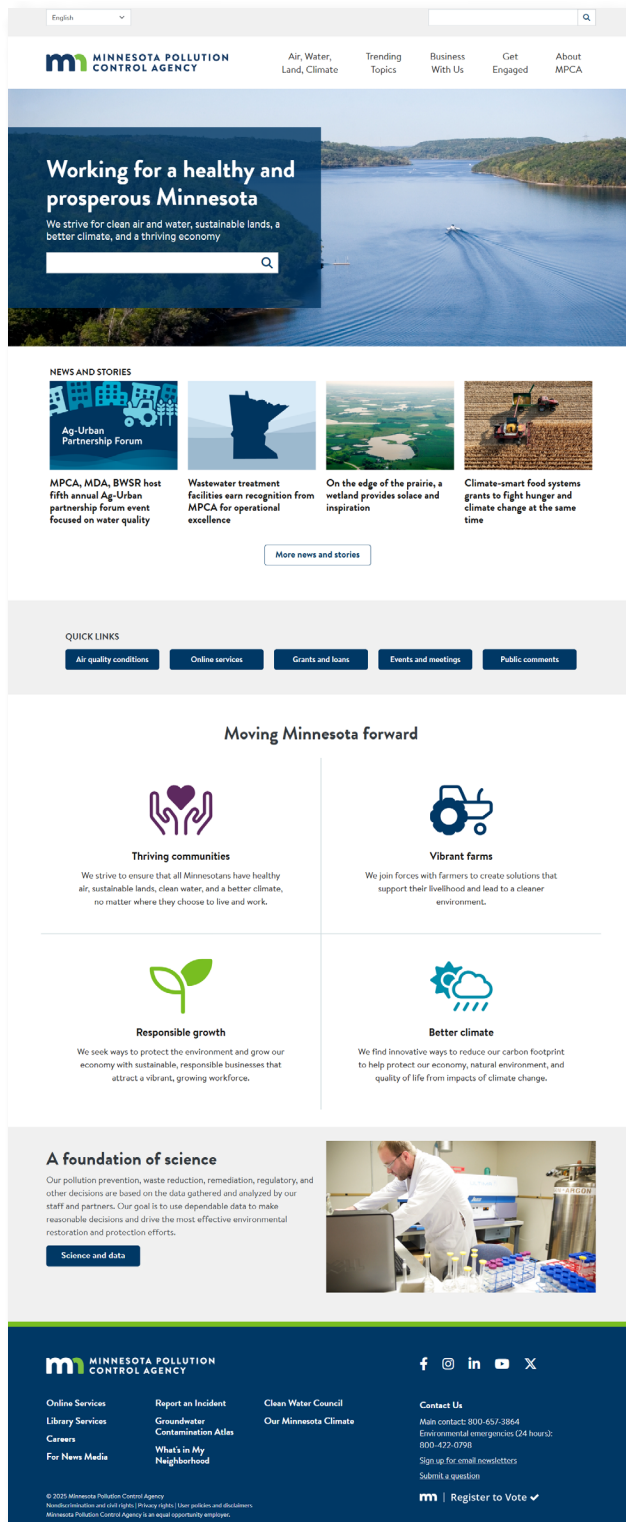 English
MINNESOTA POLLUTION
CONTROL AGENCY
Air, Water,
Land, Climate
Trending
Topics
Business
With Us
Get
Engaged
About
MPCA
Working for a healthy and
prosperous Minnesota
We strive for clean air and water, sustainable lands, a
better climate, and a thriving economy
NEWS AND STORIES
Ag-Urban
Partnership Forum
MPCA, MDA, BWSR host
fifth annual Ag-Urban
partnership forum event
focused on water quality
Wastewater treatment
facilities earn recognition from
MPCA for operational
excellence
On the edge of the prairie, a
wetland provides solace and
inspiration
Climate-smart food systems
grants to fight hunger and
climate change at the same
time
More news and stories
QUICK LINKS
Air quality conditions
Online services
Grants and loans
Events and meetings
Public comments
Moving Minnesota forward
Thriving communities
We strive to ensure that all Minnesotans have healthy
air, sustainable lands, clean water, and a better climate,
no matter where they choose to live and work.
Vibrant farms
We join forces with farmers to create solutions that
support their livelihood and lead to a cleaner
environment.
Responsible growth
We seek ways to protect the environment and grow our
economy with sustainable, responsible businesses that
attract a vibrant, growing workforce.
Better climate
We find innovative ways to reduce our carbon footprint
to help protect our economy, natural environment, and
quality of life from impacts of climate change.
A foundation of science
Our pollution prevention, waste reduction, remediation, regulatory, and
other decisions are based on the data gathered and analyzed by our
staff and partners. Our goal is to use dependable data to make
reasonable decisions and drive the most effective environmental
restoration and protection efforts.
Science and data
ARGON
MINNESOTA POLLUTION
CONTROL AGENCY
Online Services
Library Services
Careers
For News Media
Report an Incident
Groundwater
Contamination Atlas
What's in My
Neighborhood
Clean Water Council
Our Minnesota Climate
Contact Us
Main contact: 800-657-3864
Environmental emergencies (24 hours):
800-422-0798
Sign up for email newsletters
Submit a question
mn | Register to Vote
© 2025 Minnesota Pollution Control Agency
Nondiscrimination and civil rights | Privacy rights | User policies and disclaimers
Minnesota Pollution Control Agency is an equal opportunity employer.